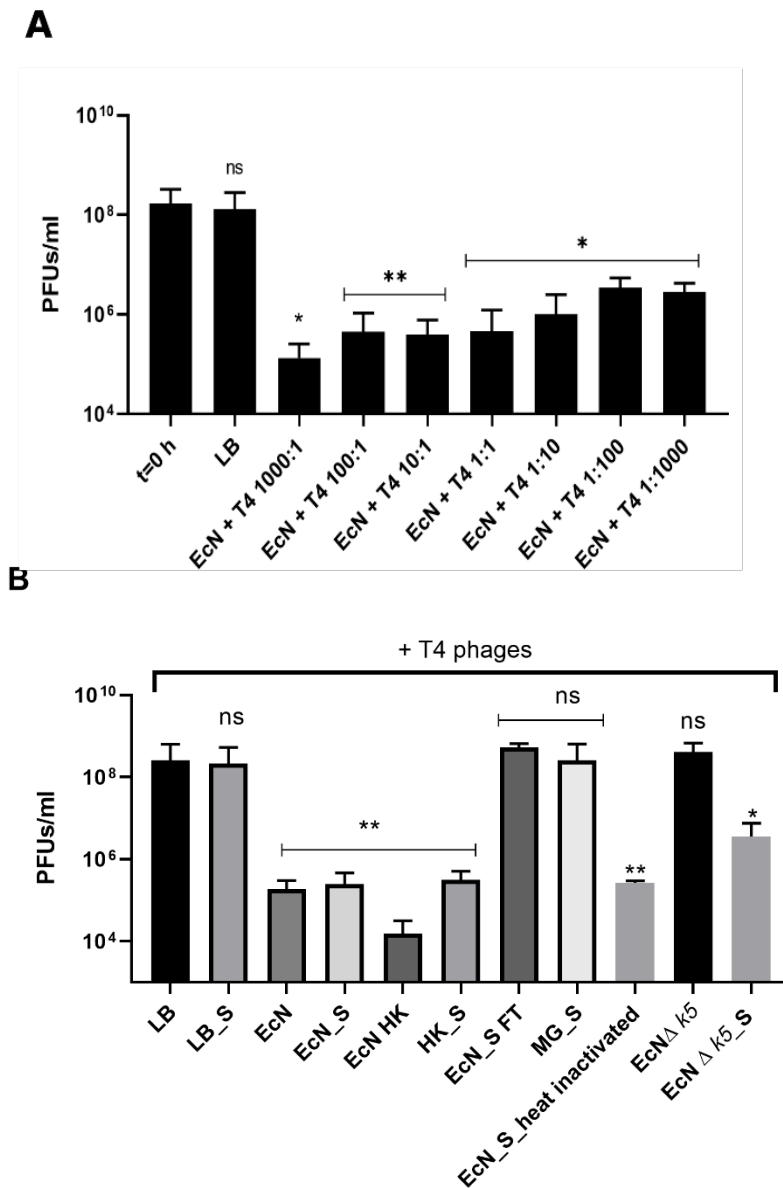 A
10^10
10^8
10^6
10^4
PFUs/ml
ns
*
**
*
t=0 h
LB
EcN + T4 1000:1
EcN + T4 100:1
EcN + T4 10:1
EcN + T4 1:1
EcN + T4 1:10
EcN + T4 1:100
EcN + T4 1:1000
B
+ T4 phages
10^10
10^8
10^6
10^4
PFUs/ml
ns
**
ns
**
ns
*
LB
LB_S
EcN
EcN_S
EcN HK
HK_S
EcN_S FT
MG_S
EcN_S_heat inactivated
EcNΔ k5
EcN Δ k5_S